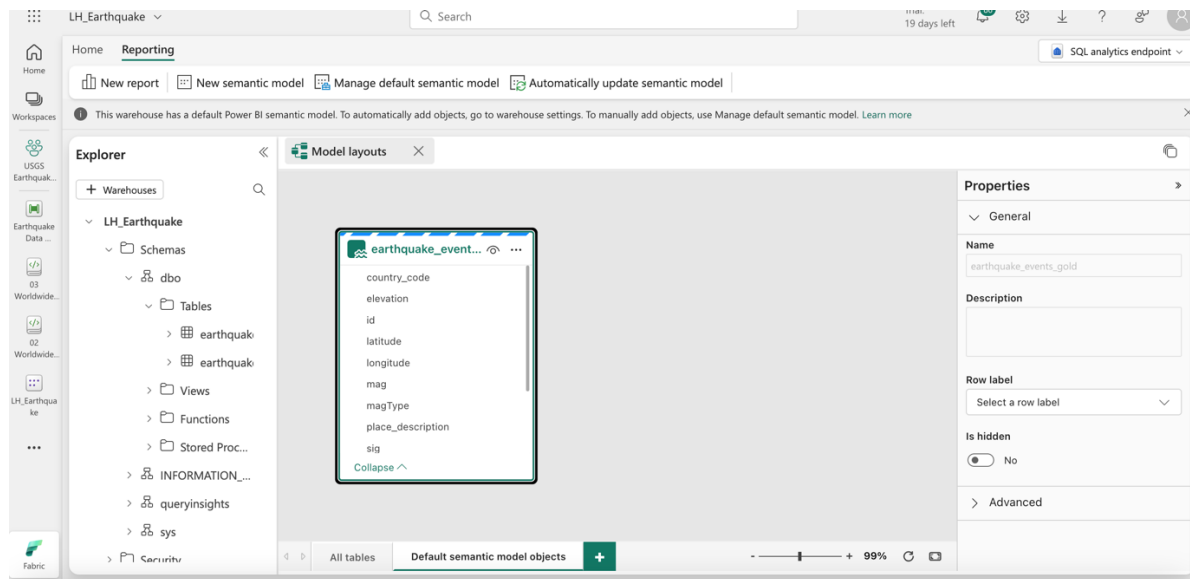 LH_Earthquake
Search
19 days left
Home
Reporting
SQL analytics endpoint
New report
New semantic model
Manage default semantic model
Automatically update semantic model
This warehouse has a default Power BI semantic model. To automatically add objects, go to warehouse settings. To manually add objects, use Manage default semantic model. Learn more
Home
Workspaces
USGS
Earthquak...
Earthquake
Data ...
03
Worldwide...
02
Worldwide...
LH_Earthqua
ke
Fabric
Explorer
+ Warehouses
LH_Earthquake
Schemas
dbo
Tables
earthquak
earthquak
Views
Functions
Stored Proc...
INFORMATION_...
queryinsights
sys
Security
Model layouts
earthquake_event...
country_code
elevation
id
latitude
longitude
mag
magType
place_description
sig
Collapse
All tables
Default semantic model objects
+
- + 99%
Properties
General
Name
earthquake_events_gold
Description
Row label
Select a row label
Is hidden
No
Advanced